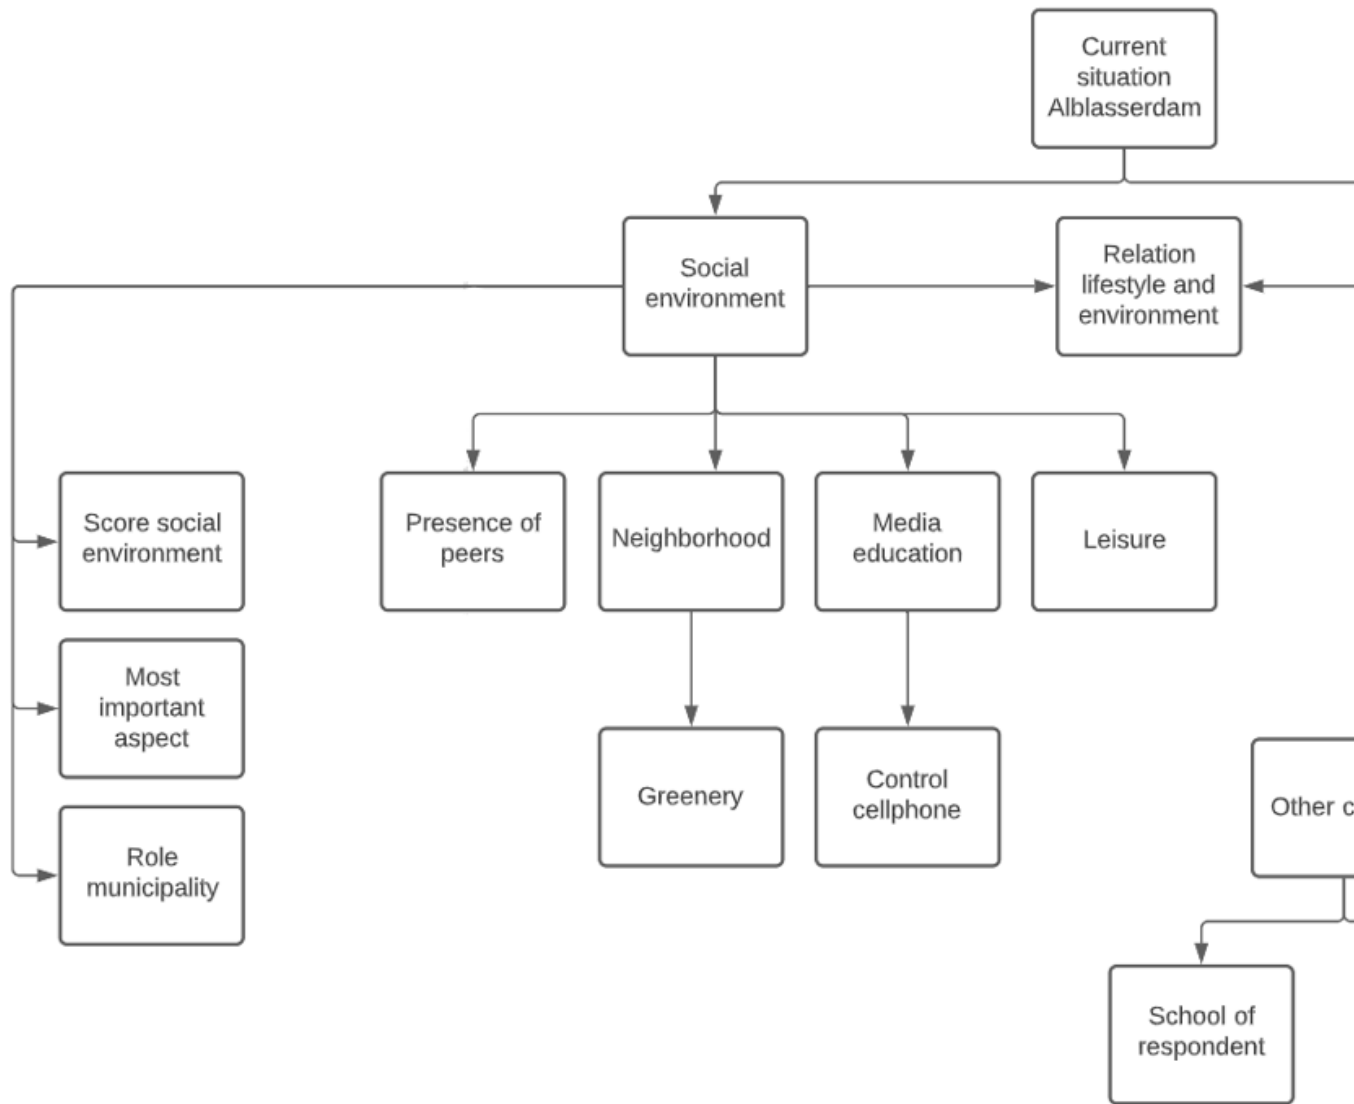 Current
situation
Alblasserdam
Social
environment
Relation
lifestyle and
environment
Score social
environment
Presence of
peers
Neighborhood
Media
education
Leisure
Most
important
aspect
Greenery
Control
cellphone
Other
Role
municipality
School of
respondent